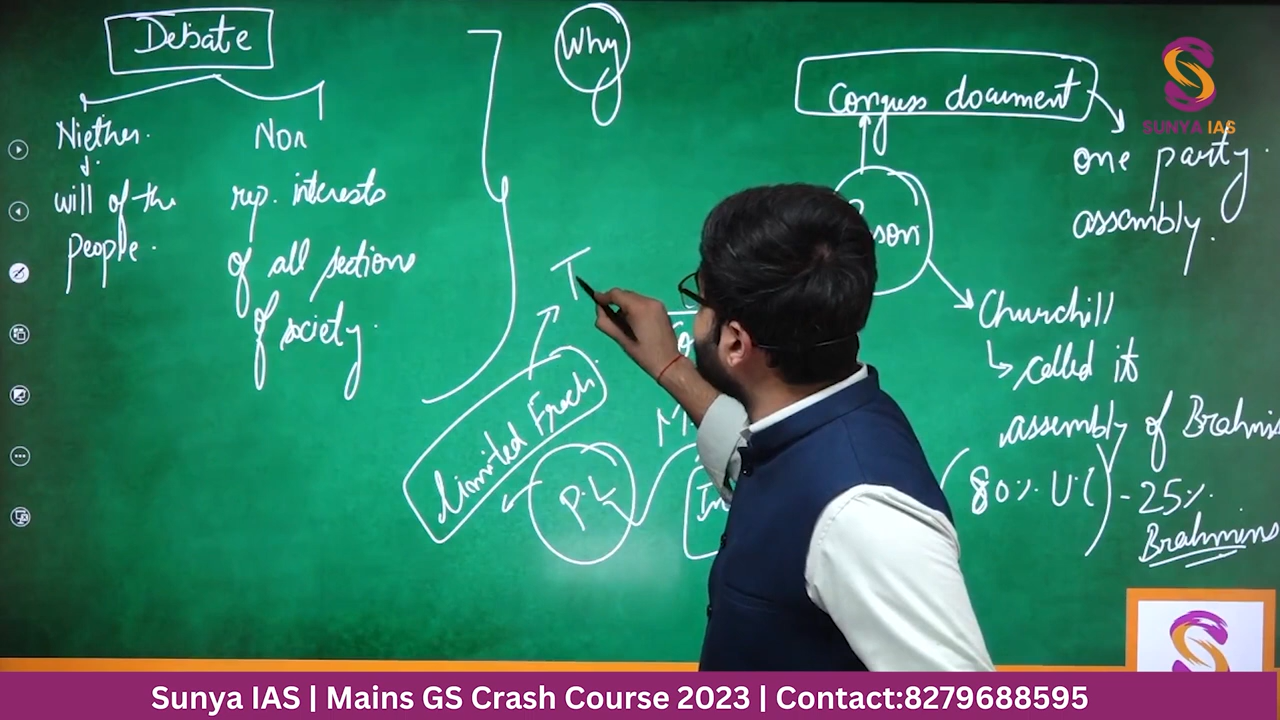 Debate
Niether.
will of the
people.
Nor
rep. interests
of all sections
of society.
Why
T
Limited Franch
P.L
In
Congress document
one party
assembly.
son
Churchill
called it
assembly of Brahmins
(80% U.C) - 25%
Brahmins
SUNYA IAS
Sunya IAS | Mains GS Crash Course 2023 | Contact:8279688595